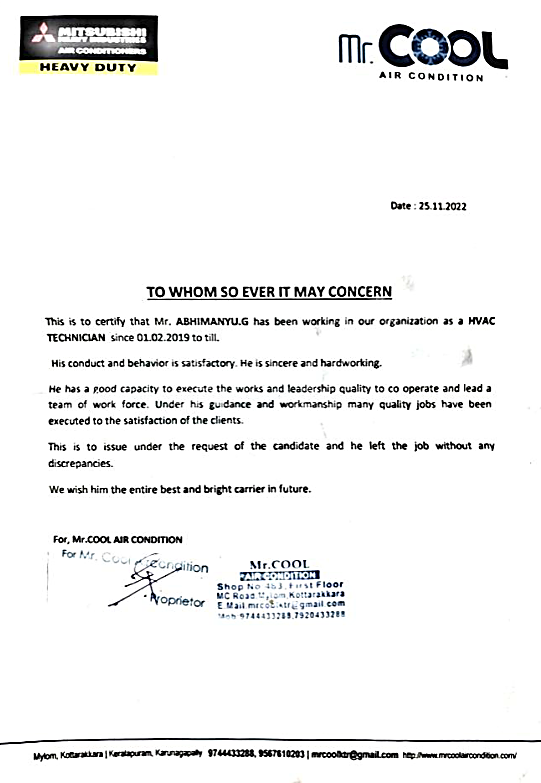 MITSUBISHI
HEAVY INDUSTRIES
AIR CONDITIONERS
HEAVY DUTY
Mr. COOL
AIR CONDITION
Date : 25.11.2022
TO WHOM SO EVER IT MAY CONCERN
This is to certify that Mr. ABHIMANYU.G has been working in our organization as a HVAC
TECHNICIAN since 01.02.2019 to till.
His conduct and behavior is satisfactory. He is sincere and hardworking.
He has a good capacity to execute the works and leadership quality to co operate and lead a
team of work force. Under his guidance and workmanship many quality jobs have been
executed to the satisfaction of the clients.
This is to issue under the request of the candidate and he left the job without any
discrepancies.
We wish him the entire best and bright carrier in future.
For, Mr.COOL AIR CONDITION
For Mr. Cool Condition
Proprietor
Mr.COOL
AIR CONDITION
Shop No 463, First Floor
MC Road Mylom, Kottarakkara
E.Mail:mrcoolktr@gmail.com
Mob:9744433288,7920433288
Mylom, Kottarakkara | Keralapuram, Karunagapally 9744433288, 9567610203 | mrcoolktr@gmail.com http://www.mrcoolaircondition.com/